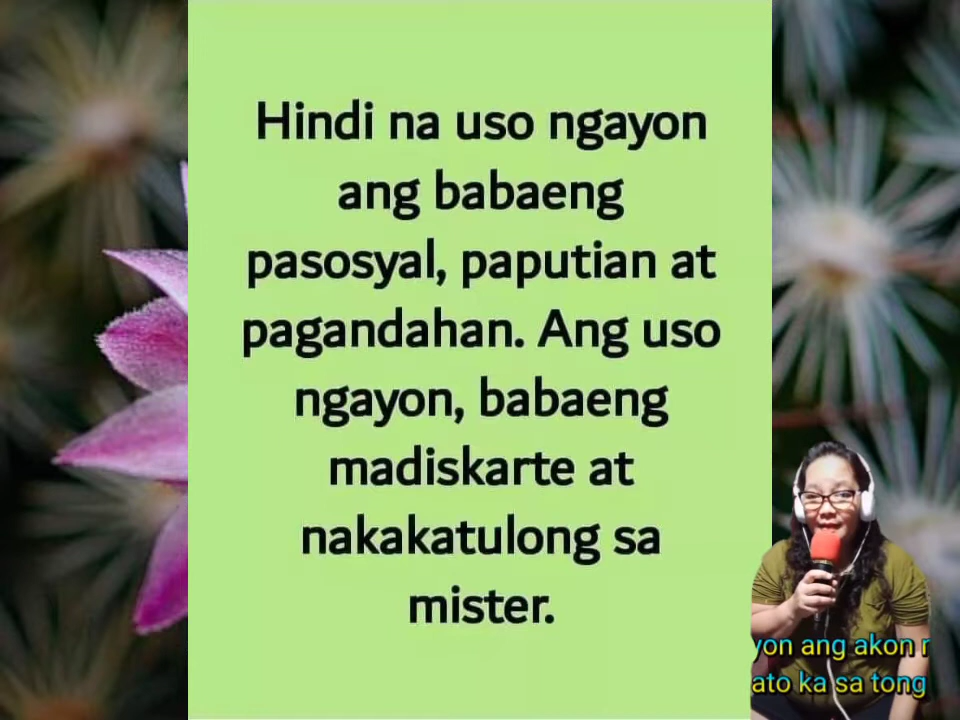 Hindi na uso ngayon
ang babaeng
pasosyal, paputian at
pagandahan. Ang uso
ngayon, babaeng
madiskarte at
nakakatulong sa
mister.
yon ang akon
ato ka sa tong